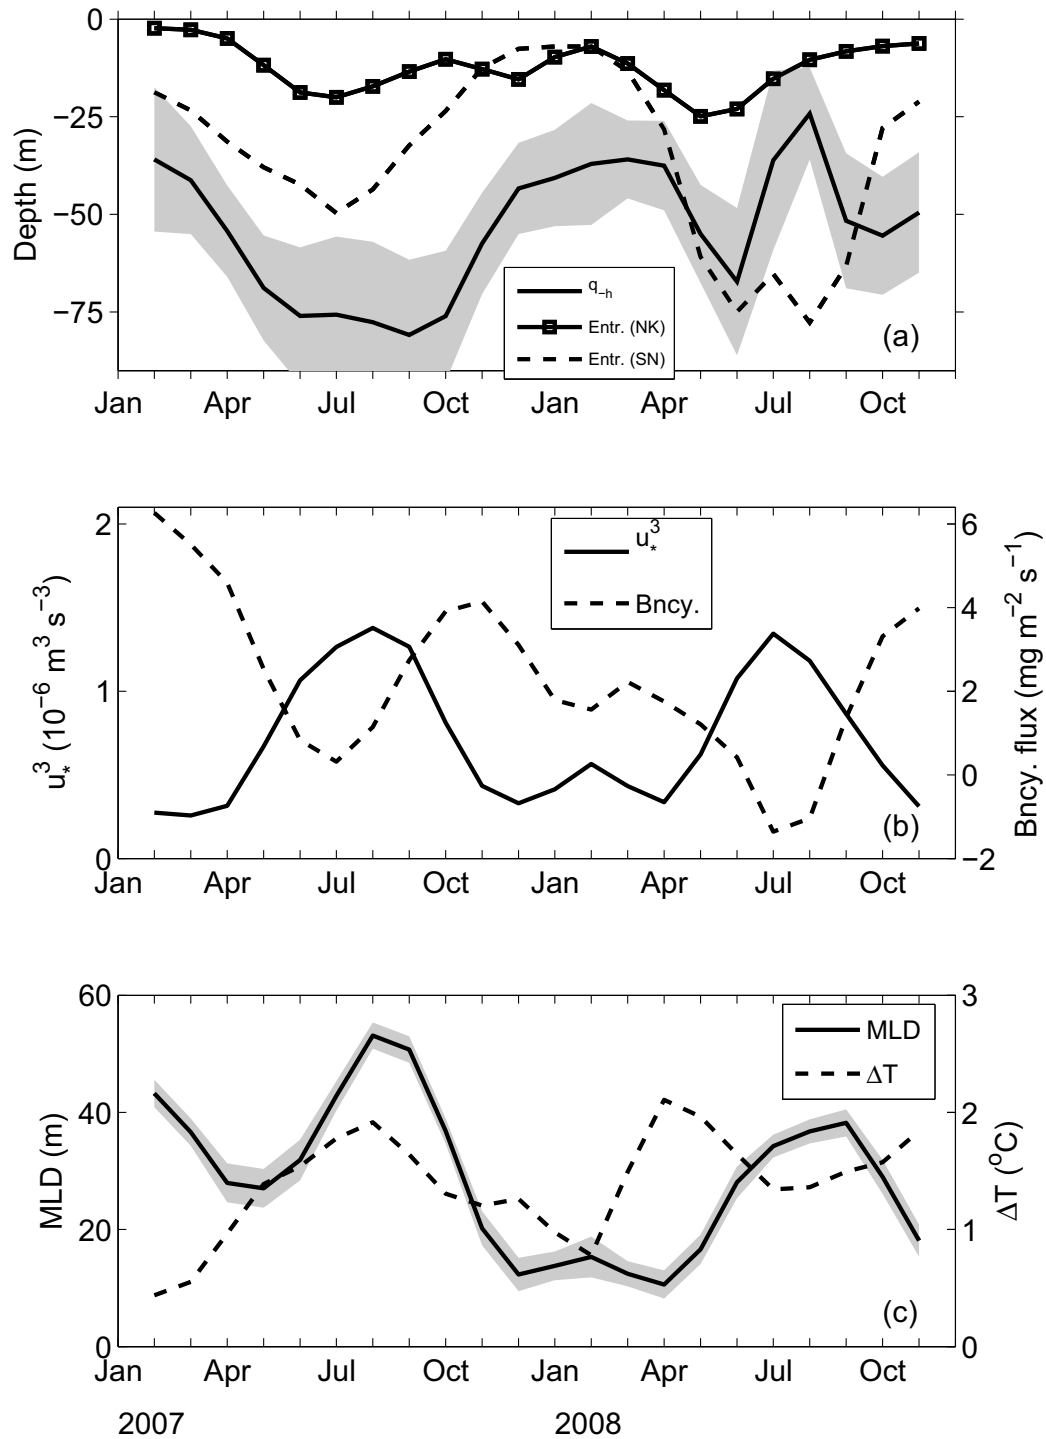 0
−25
−50
−75
Depth (m)
q−h
Entr. (NK)
Entr. (SN)
(a)
Jan Apr Jul Oct Jan Apr Jul Oct
2
1
0
u*3 (10−6 m3 s−3)
u*3
Bncy.
6
4
2
0
−2
Bncy. flux (mg m−2 s−1)
(b)
Jan Apr Jul Oct Jan Apr Jul Oct
60
40
20
0
MLD (m)
MLD
ΔT
3
2
1
0
ΔT (oC)
(c)
Jan Apr Jul Oct Jan Apr Jul Oct
2007 2008